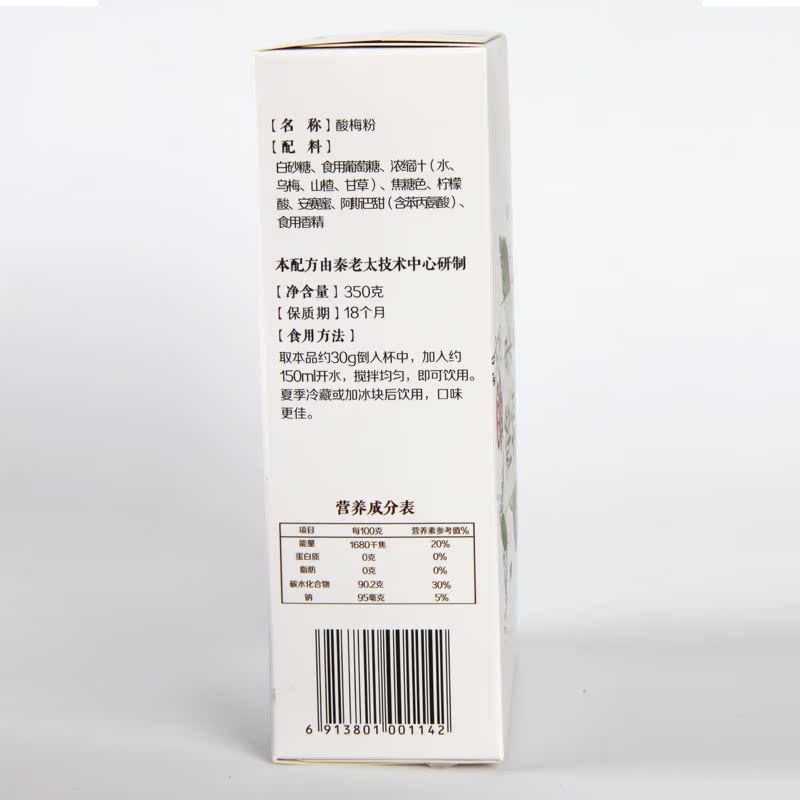 【名 称】酸梅粉
【配 料】
白砂糖、食用葡萄糖、浓缩汁（水、
乌梅、山楂、甘草）、焦糖色、柠檬
酸、安赛蜜、阿斯巴甜（含苯丙氨酸）、
食用香精
本配方由秦老太技术中心研制
【净含量】350克
【保质期】18个月
【食用方法】
取本品约30g倒入杯中，加入约
150ml开水，搅拌均匀，即可饮用。
夏季冷藏或加冰块后饮用，口味
更佳。
营养成分表
项目 每100克 营养素参考值%
能量 1680千焦 20%
蛋白质 0克 0%
脂肪 0克 0%
碳水化合物 90.2克 30%
钠 95毫克 5%
6 913801 001142